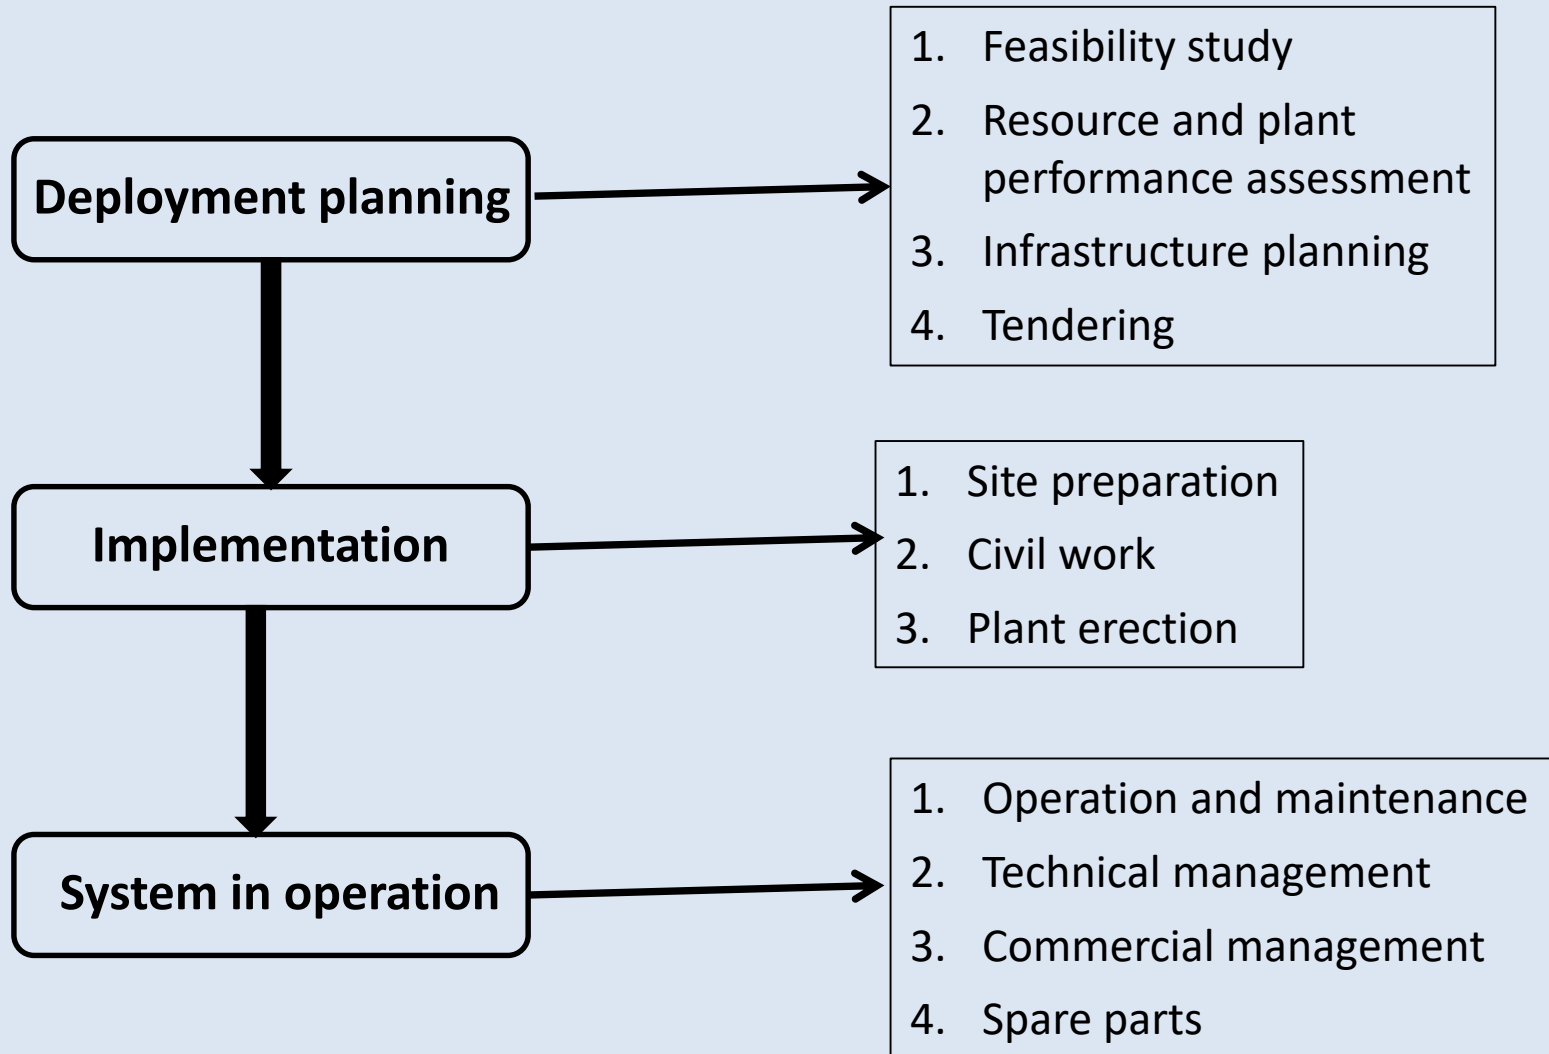 Deployment planning
1. Feasibility study
2. Resource and plant
performance assessment
3. Infrastructure planning
4. Tendering
Implementation
1. Site preparation
2. Civil work
3. Plant erection
System in operation
1. Operation and maintenance
2. Technical management
3. Commercial management
4. Spare parts